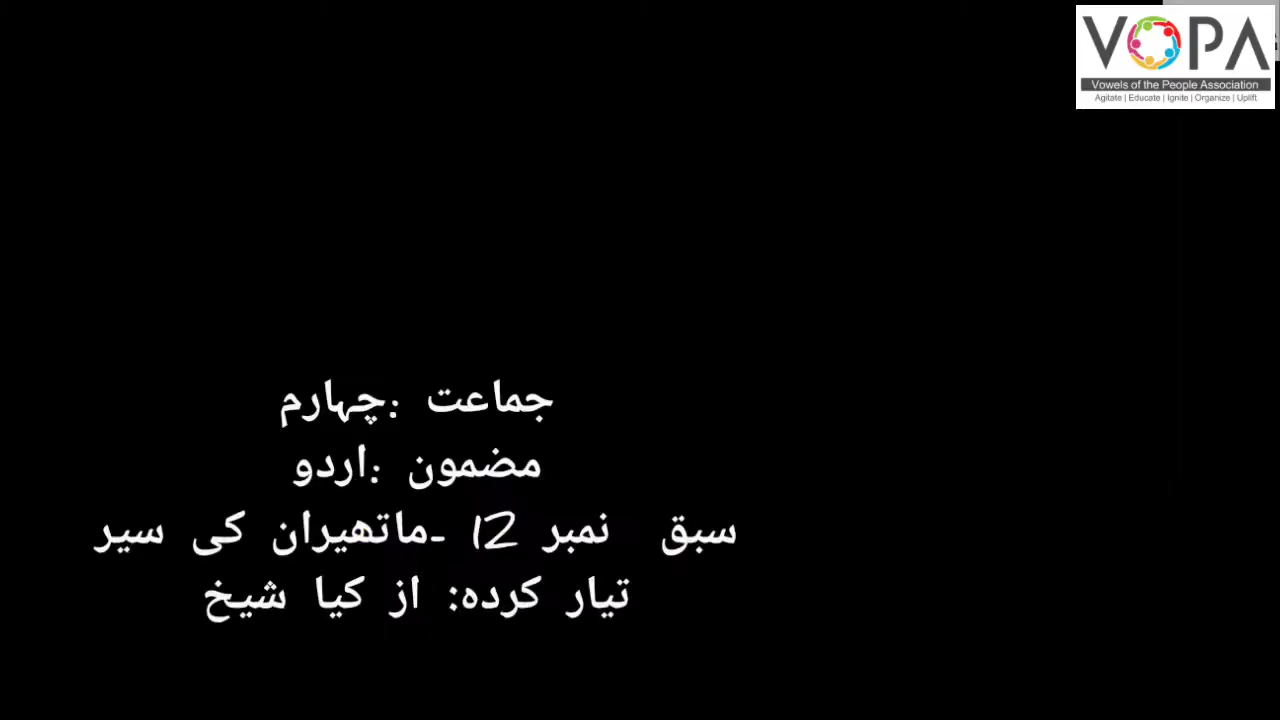 VOPA
Vowels of the People Association
Agitate | Educate | Ignite | Organize | Uplift
جماعت :چہارم
مضمون :اردو
سبق نمبر 12 ۔ماتھیران کی سیر
تیار کردہ: از کیا شیخ